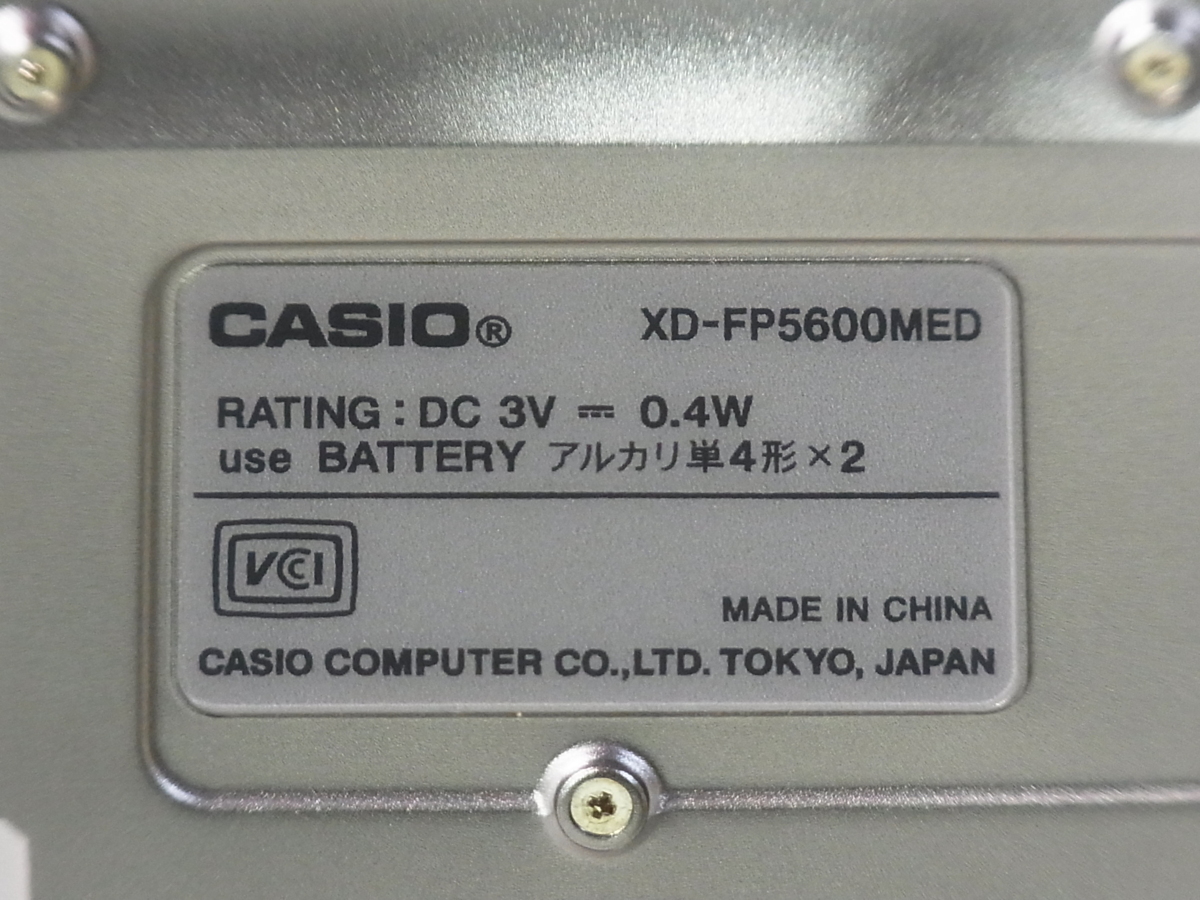 CASIO® XD-FP5600MED
RATING : DC 3V ⎓ 0.4W
use BATTERY アルカリ単4形×2
VCCI
MADE IN CHINA
CASIO COMPUTER CO.,LTD. TOKYO, JAPAN